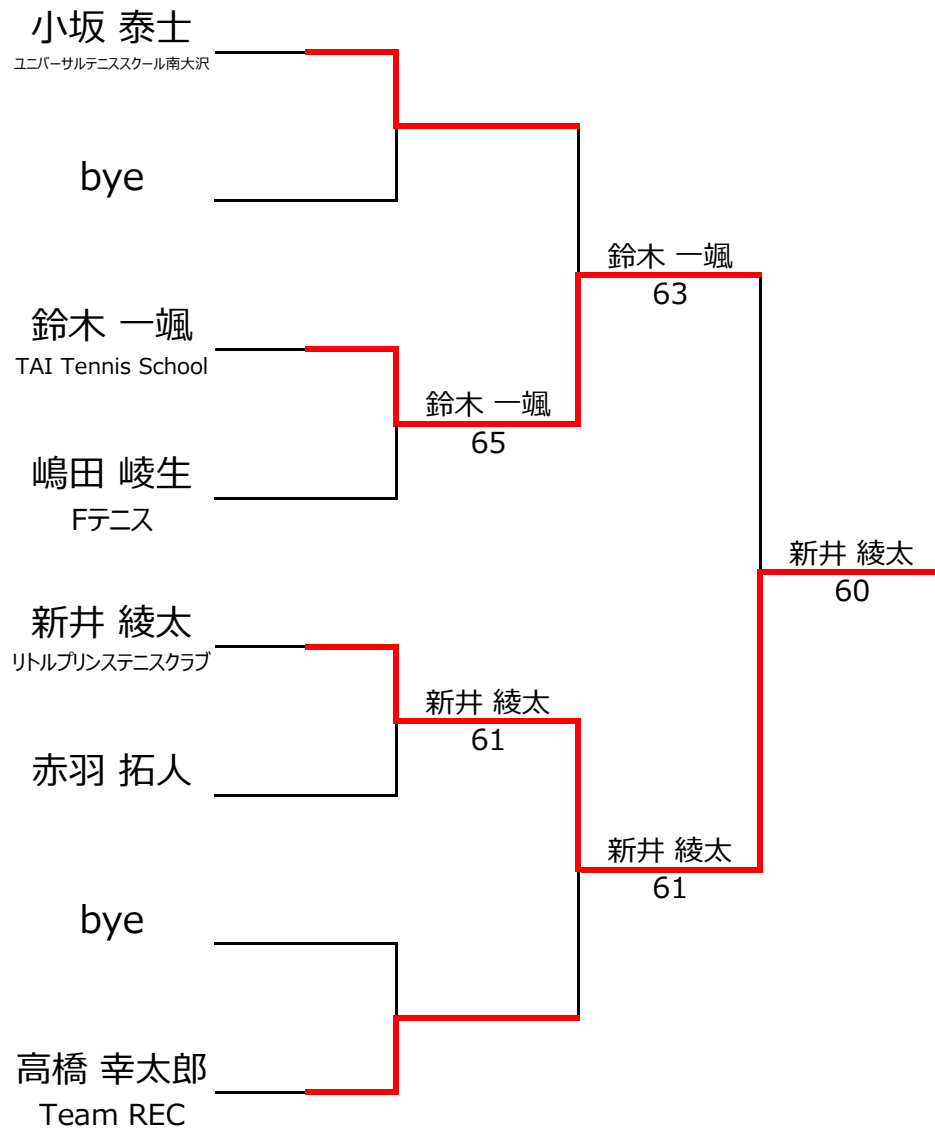 小坂 泰士
ユニバーサルテニススクール南大沢
bye
鈴木 一颯
TAI Tennis School
嶋田 崚生
Fテニス
新井 綾太
リトルプリンステニスクラブ
赤羽 拓人
bye
高橋 幸太郎
Team REC
鈴木 一颯
65
新井 綾太
61
鈴木 一颯
63
新井 綾太
61
新井 綾太
60